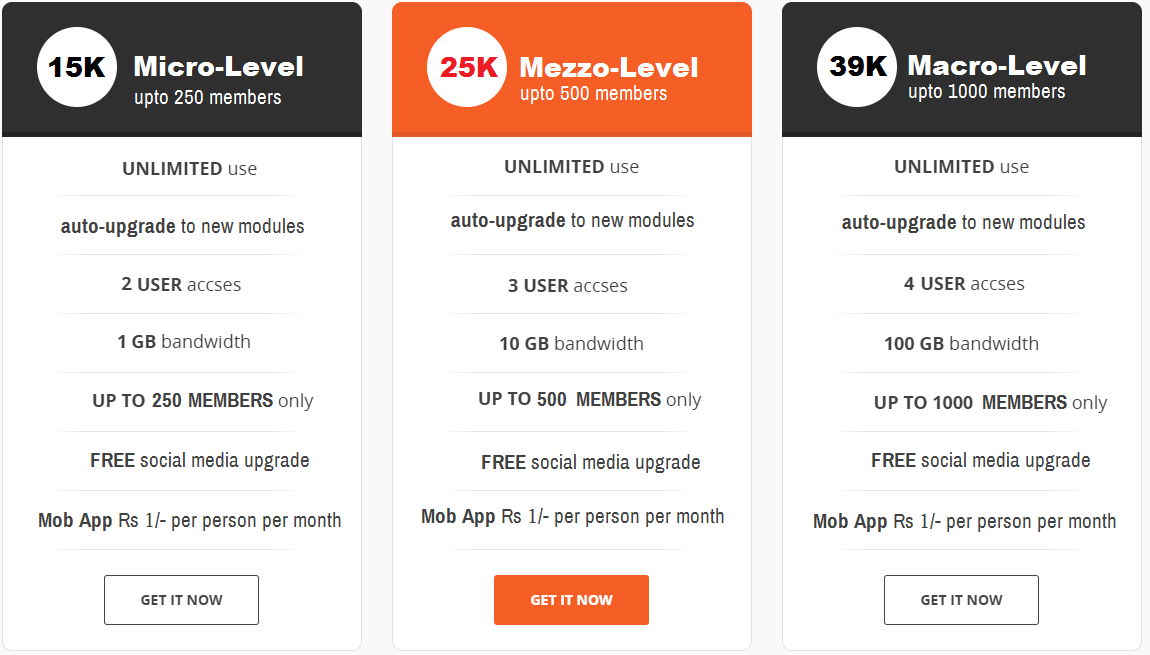 15K
Micro-Level
upto 250 members
UNLIMITED use
auto-upgrade to new modules
2 USER accses
1 GB bandwidth
UP TO 250 MEMBERS only
FREE social media upgrade
Mob App Rs 1/- per person per month
GET IT NOW
25K
Mezzo-Level
upto 500 members
UNLIMITED use
auto-upgrade to new modules
3 USER accses
10 GB bandwidth
UP TO 500 MEMBERS only
FREE social media upgrade
Mob App Rs 1/- per person per month
GET IT NOW
39K
Macro-Level
upto 1000 members
UNLIMITED use
auto-upgrade to new modules
4 USER accses
100 GB bandwidth
UP TO 1000 MEMBERS only
FREE social media upgrade
Mob App Rs 1/- per person per month
GET IT NOW